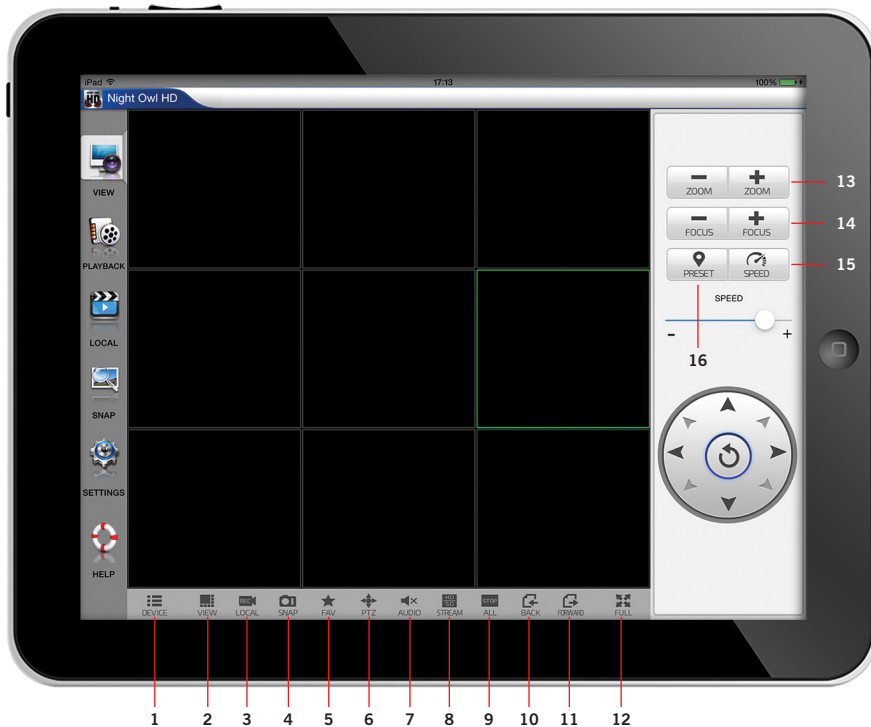 iPad 17:13 100%
HD Night Owl HD
VIEW
PLAYBACK
LOCAL
SNAP
SETTINGS
HELP
ZOOM ZOOM 13
FOCUS FOCUS 14
PRESET SPEED 15
SPEED
- +
16
DEVICE VIEW REC LOCAL SNAP FAV PTZ AUDIO HD SD STREAM STOP ALL BACK FORWARD FULL
1 2 3 4 5 6 7 8 9 10 11 12